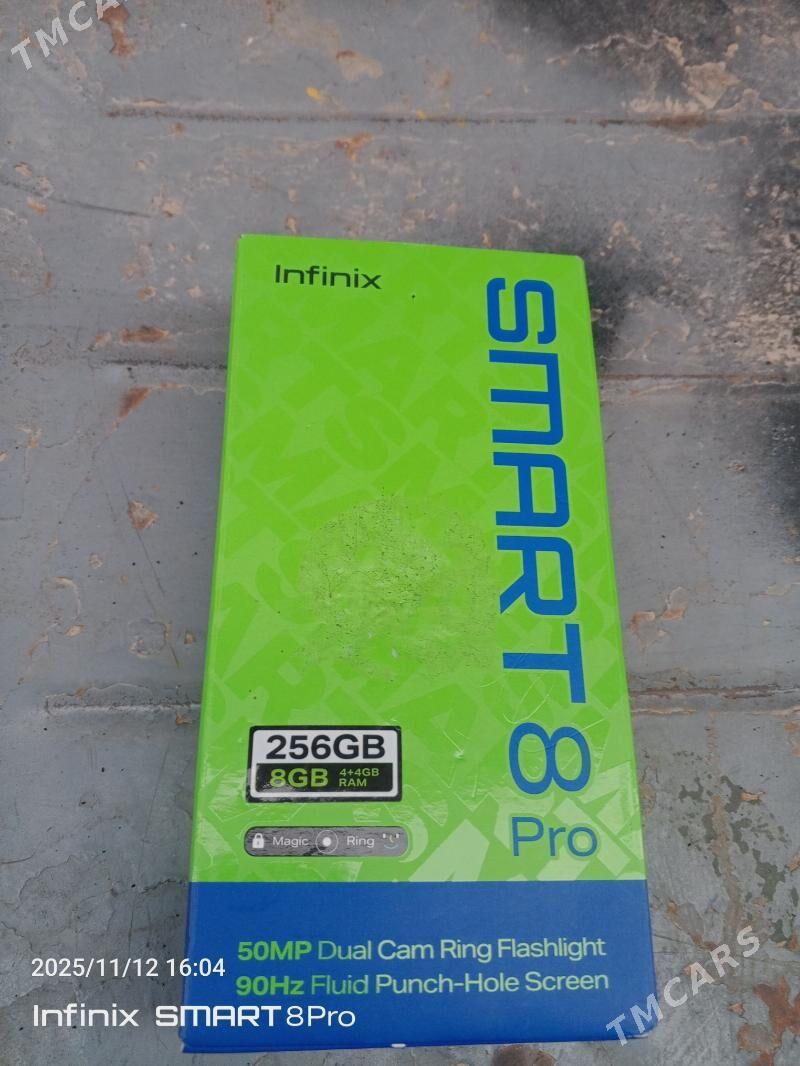 TMCARS
Infinix
SMART 8
Pro
256GB
8GB 4+4GB
RAM
Magic Ring
50MP Dual Cam Ring Flashlight
90Hz Fluid Punch-Hole Screen
2025/11/12 16:04
Infinix SMART 8Pro
TMCARS